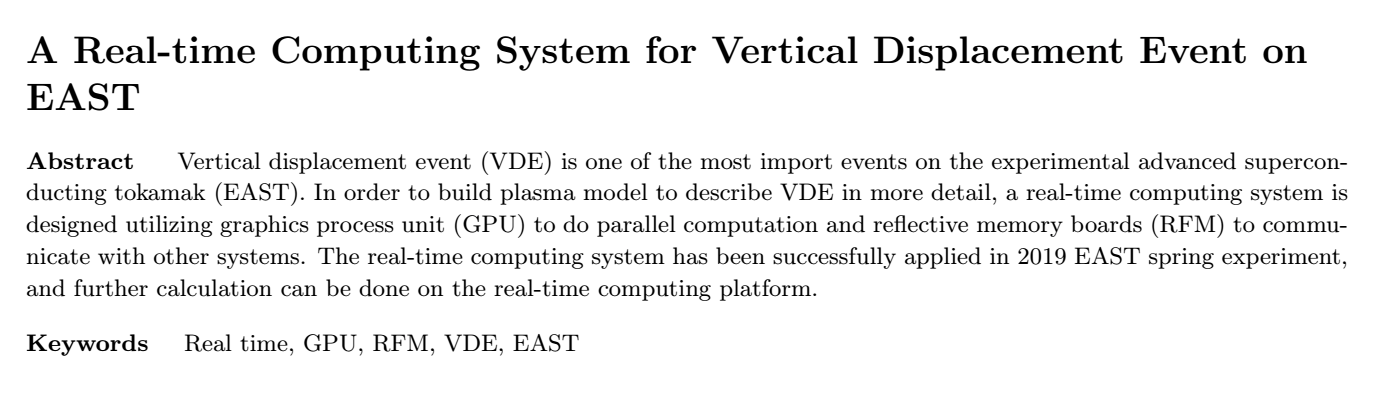 A Real-time Computing System for Vertical Displacement Event on
EAST
Abstract Vertical displacement event (VDE) is one of the most import events on the experimental advanced supercon-
ducting tokamak (EAST). In order to build plasma model to describe VDE in more detail, a real-time computing system is
designed utilizing graphics process unit (GPU) to do parallel computation and reflective memory boards (RFM) to commu-
nicate with other systems. The real-time computing system has been successfully applied in 2019 EAST spring experiment,
and further calculation can be done on the real-time computing platform.
Keywords Real time, GPU, RFM, VDE, EAST